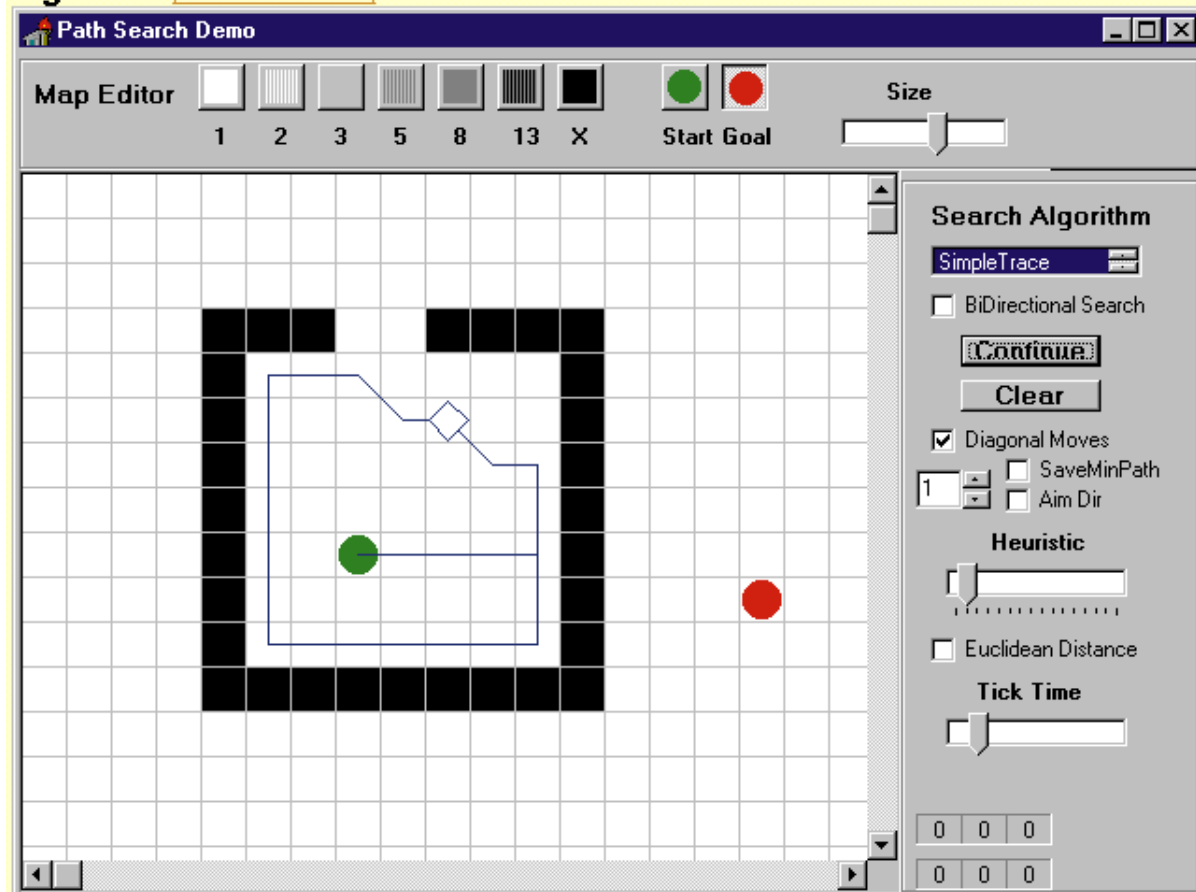 Path Search Demo
Map Editor
1 2 3 5 8 13 X
Start Goal
Size
Search Algorithm
SimpleTrace
BiDirectional Search
Continue
Clear
Diagonal Moves
1
SaveMinPath
Aim Dir
Heuristic
Euclidean Distance
Tick Time
0 0 0
0 0 0